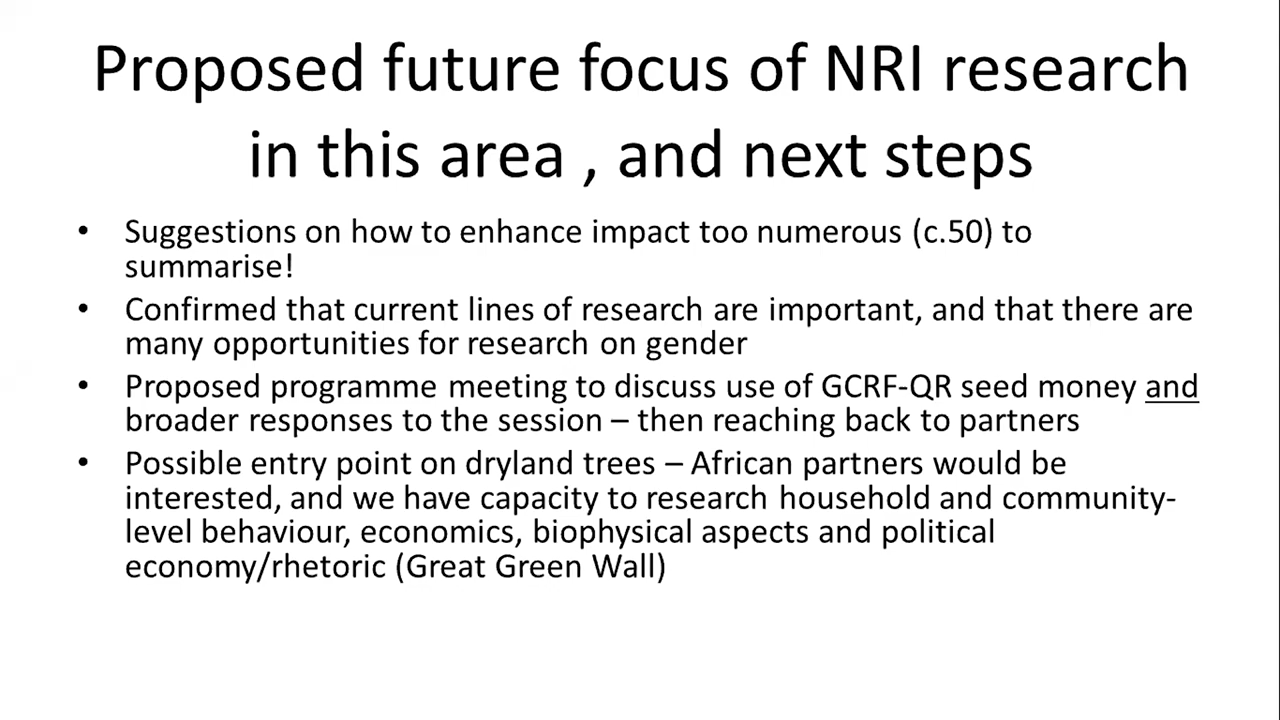 Proposed future focus of NRI research
in this area , and next steps
• Suggestions on how to enhance impact too numerous (c.50) to
summarise!
• Confirmed that current lines of research are important, and that there are
many opportunities for research on gender
• Proposed programme meeting to discuss use of GCRF-QR seed money and
broader responses to the session – then reaching back to partners
• Possible entry point on dryland trees – African partners would be
interested, and we have capacity to research household and community-
level behaviour, economics, biophysical aspects and political
economy/rhetoric (Great Green Wall)